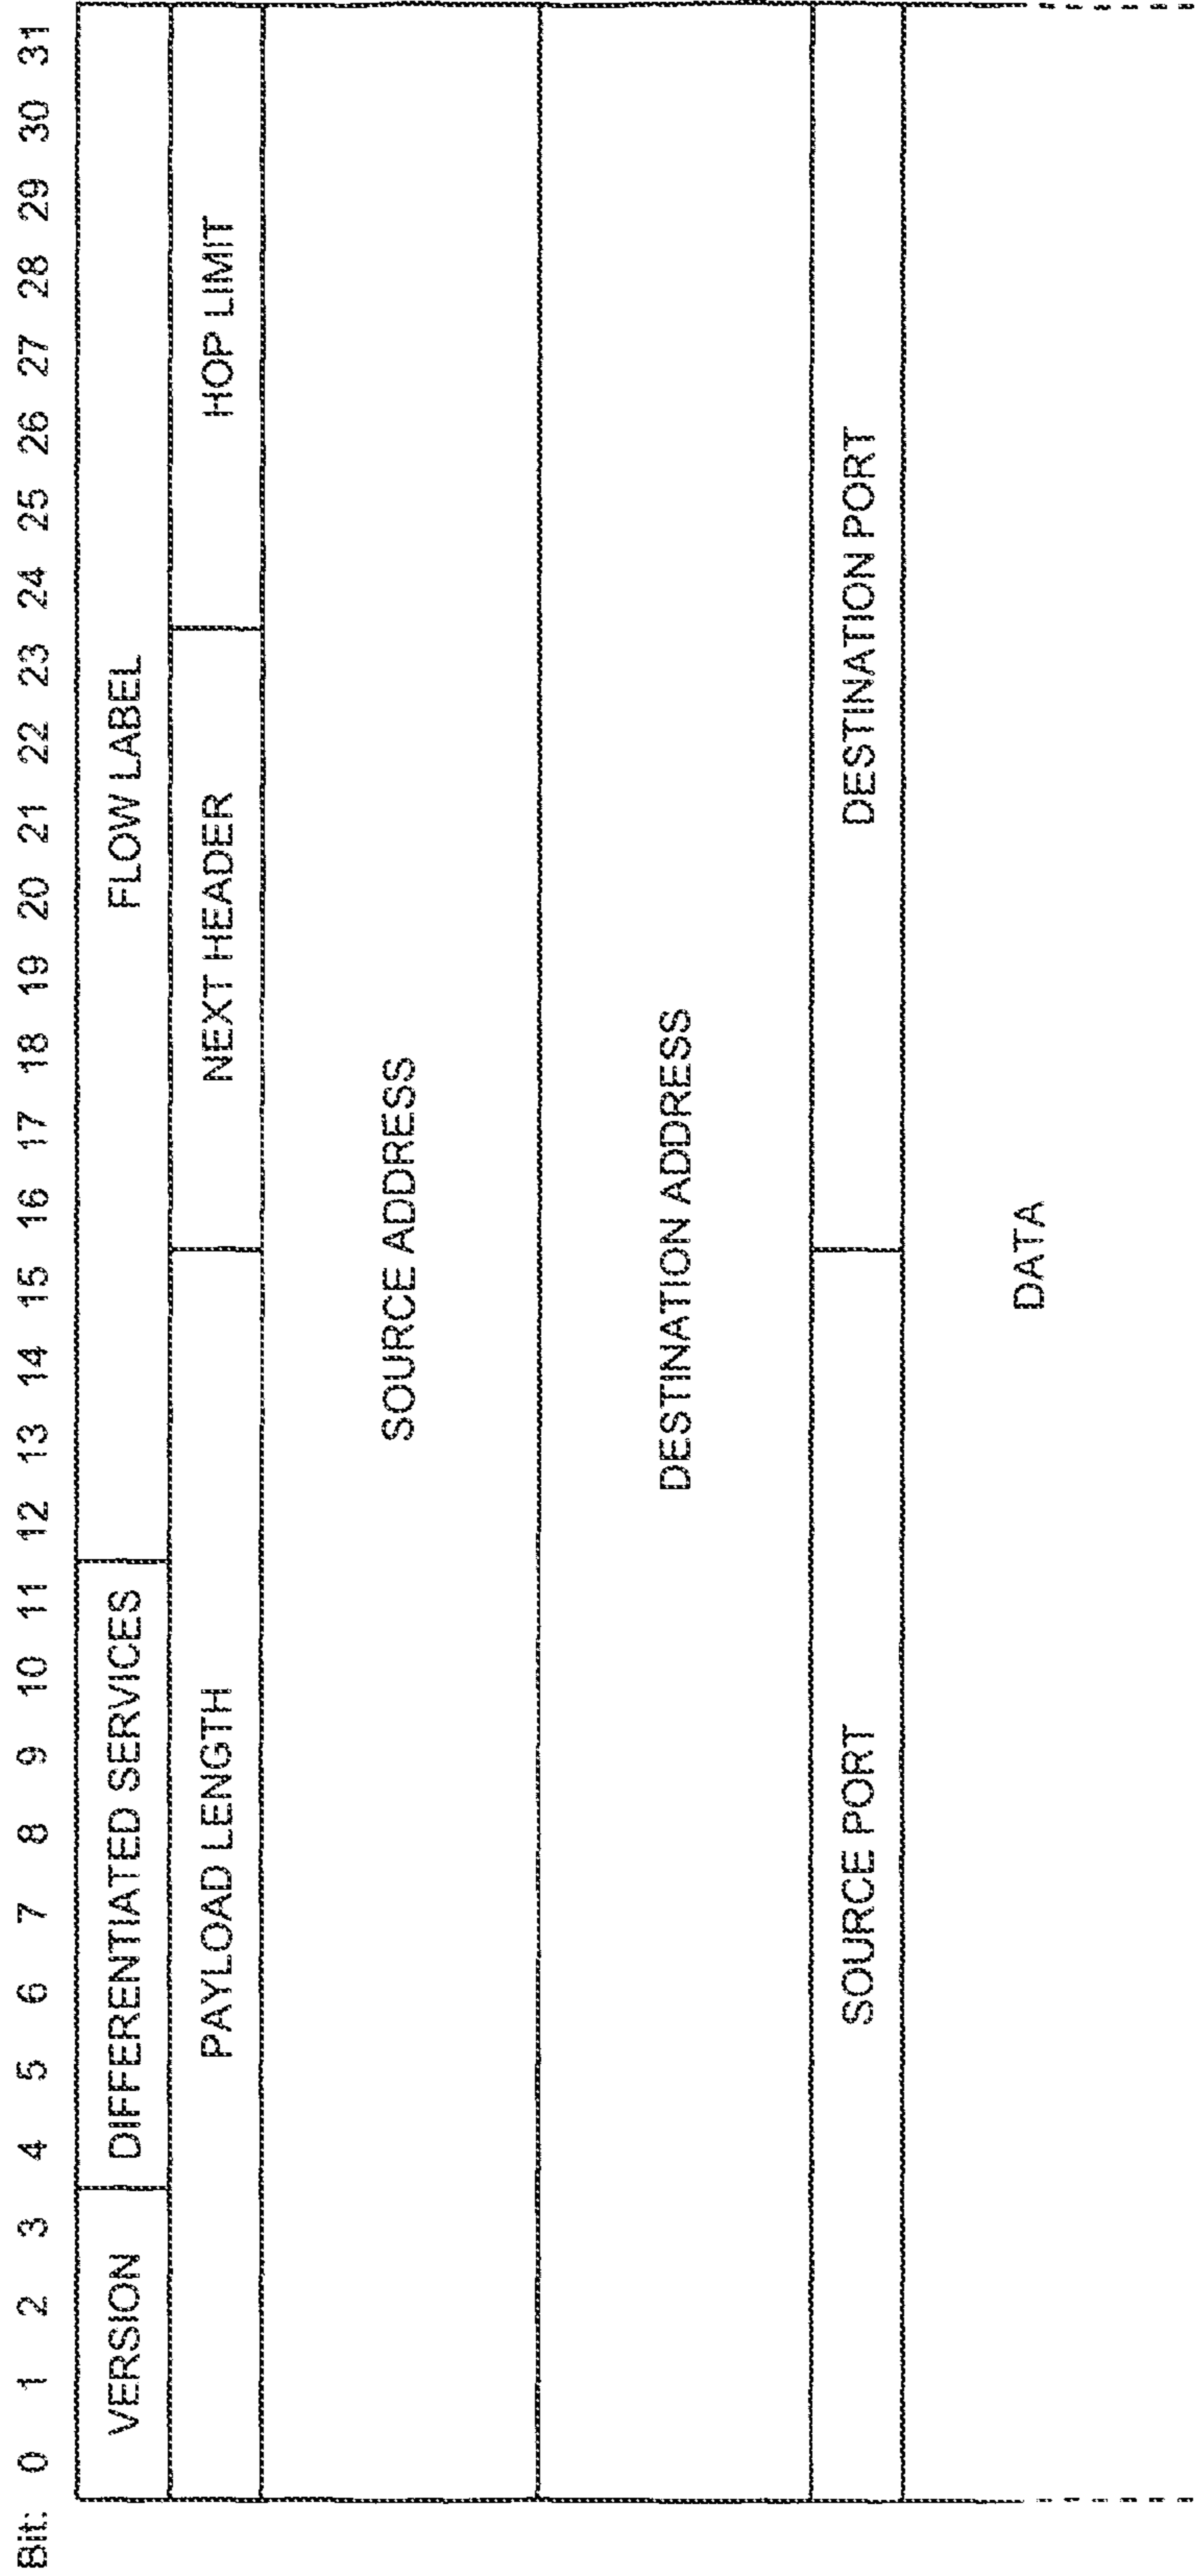 Bit: 0 1 2 3 4 5 6 7 8 9 10 11 12 13 14 15 16 17 18 19 20 21 22 23 24 25 26 27 28 29 30 31
VERSION DIFFERENTIATED SERVICES FLOW LABEL
PAYLOAD LENGTH NEXT HEADER HOP LIMIT
SOURCE ADDRESS
DESTINATION ADDRESS
SOURCE PORT DESTINATION PORT
DATA